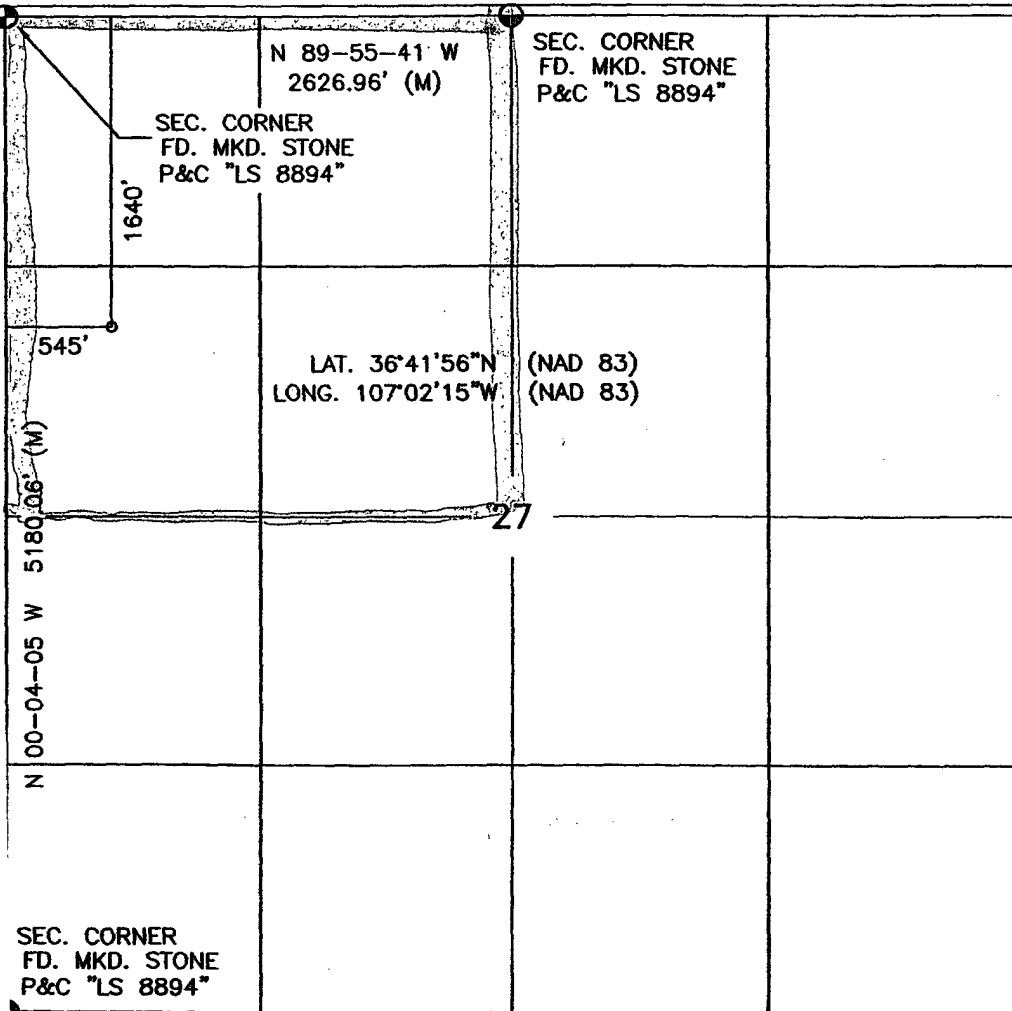 N 89-55-41 W
2626.96' (M)
SEC. CORNER
FD. MKD. STONE
P&C "LS 8894"
SEC. CORNER
FD. MKD. STONE
P&C "LS 8894"
1640'
545'
LAT. 36°41'56"N (NAD 83)
LONG. 107°02'15"W (NAD 83)
N 00-04-05 W 5180.06' (M)
27
SEC. CORNER
FD. MKD. STONE
P&C "LS 8894"